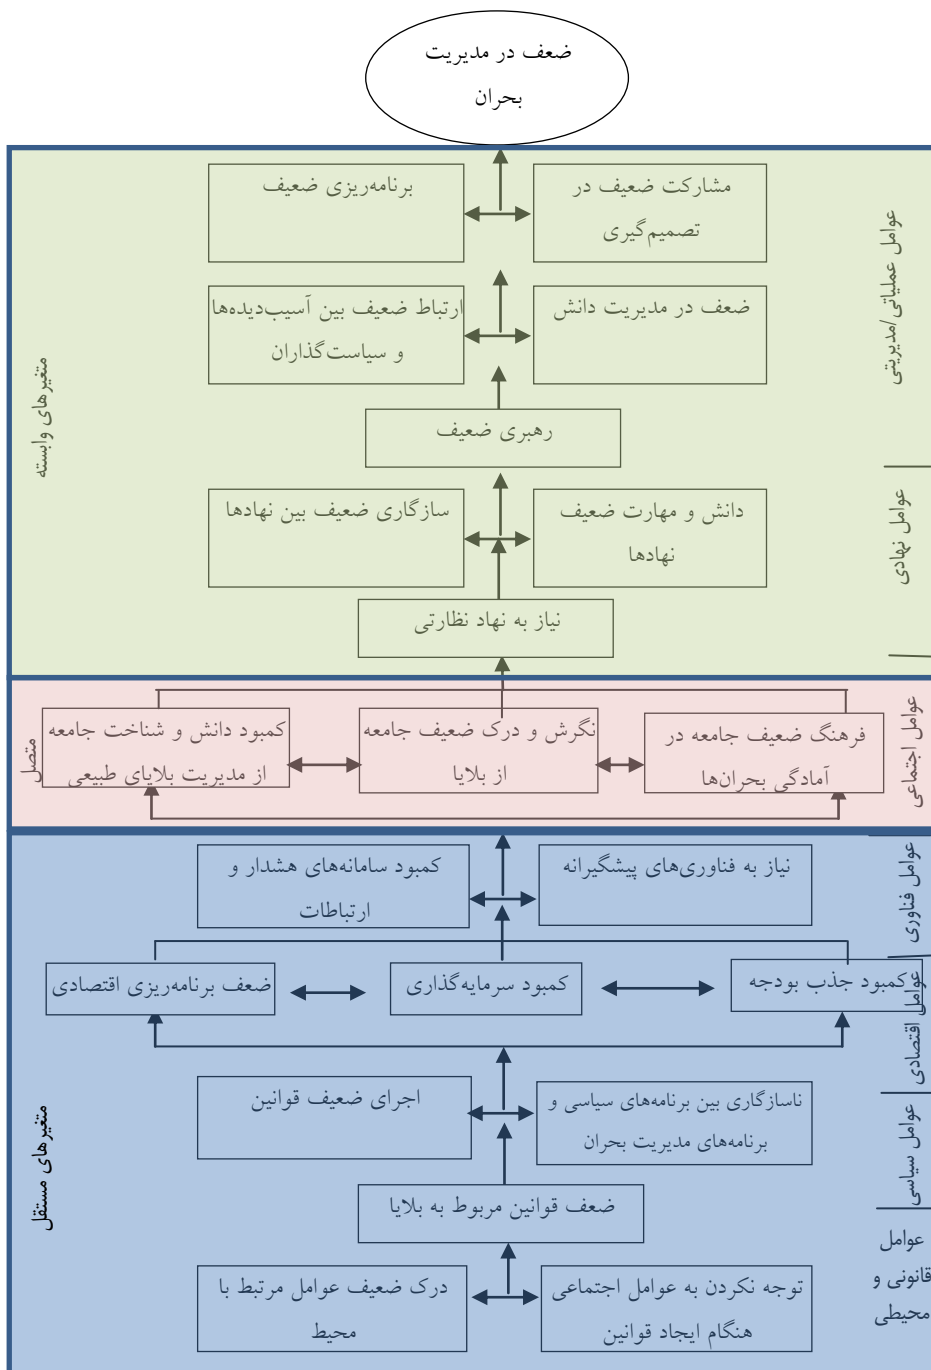 ضعف در مدیریت
بحران
مشارکت ضعیف در
تصمیم‌گیری
برنامه‌ریزی ضعیف
ضعف در مدیریت دانش
ارتباط ضعیف بین آسیب‌دیده‌ها
و سیاست‌گذاران
رهبری ضعیف
عوامل عملیاتی/مدیریتی
متغیرهای وابسته
دانش و مهارت ضعیف
نهادها
سازگاری ضعیف بین نهادها
نیاز به نهاد نظارتی
عوامل نهادی
فرهنگ ضعیف جامعه در
آمادگی بحران‌ها
نگرش و درک ضعیف جامعه
از بلایا
کمبود دانش و شناخت جامعه
از مدیریت بلایای طبیعی
عوامل اجتماعی
متصل
نیاز به فناوری‌های پیشگیرانه
کمبود سامانه‌های هشدار و
ارتباطات
عوامل فناوری
کمبود جذب بودجه
کمبود سرمایه‌گذاری
ضعف برنامه‌ریزی اقتصادی
عوامل اقتصادی
ناسازگاری بین برنامه‌های سیاسی و
برنامه‌های مدیریت بحران
اجرای ضعیف قوانین
عوامل سیاسی
متغیرهای مستقل
ضعف قوانین مربوط به بلایا
توجه نکردن به عوامل اجتماعی
هنگام ایجاد قوانین
درک ضعیف عوامل مرتبط با
محیط
عوامل
قانونی و
محیطی